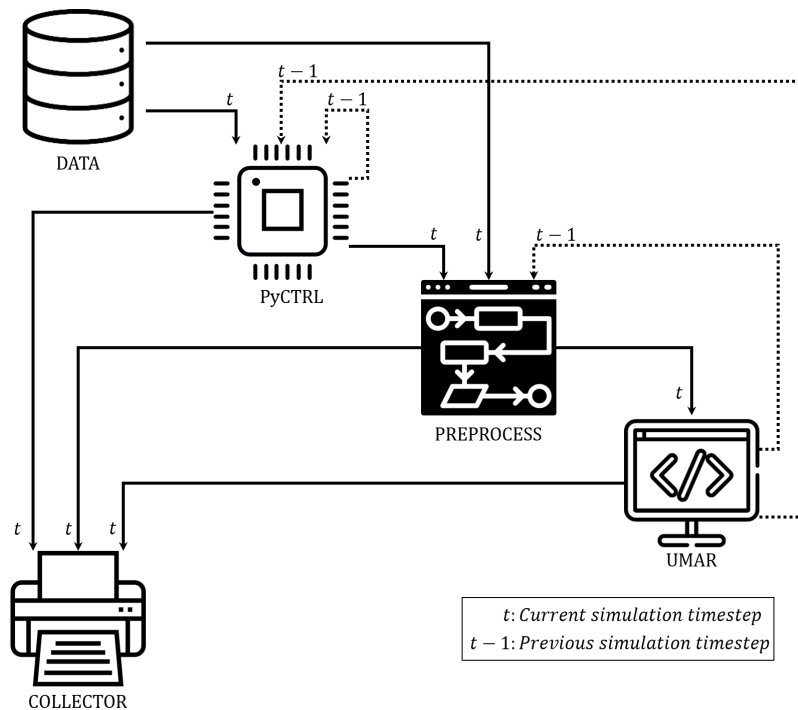 t − 1
t
t − 1
DATA
t
t
t − 1
PyCTRL
t
PREPROCESS
t
t
t
UMAR
t: Current simulation timestep
t − 1: Previous simulation timestep
COLLECTOR